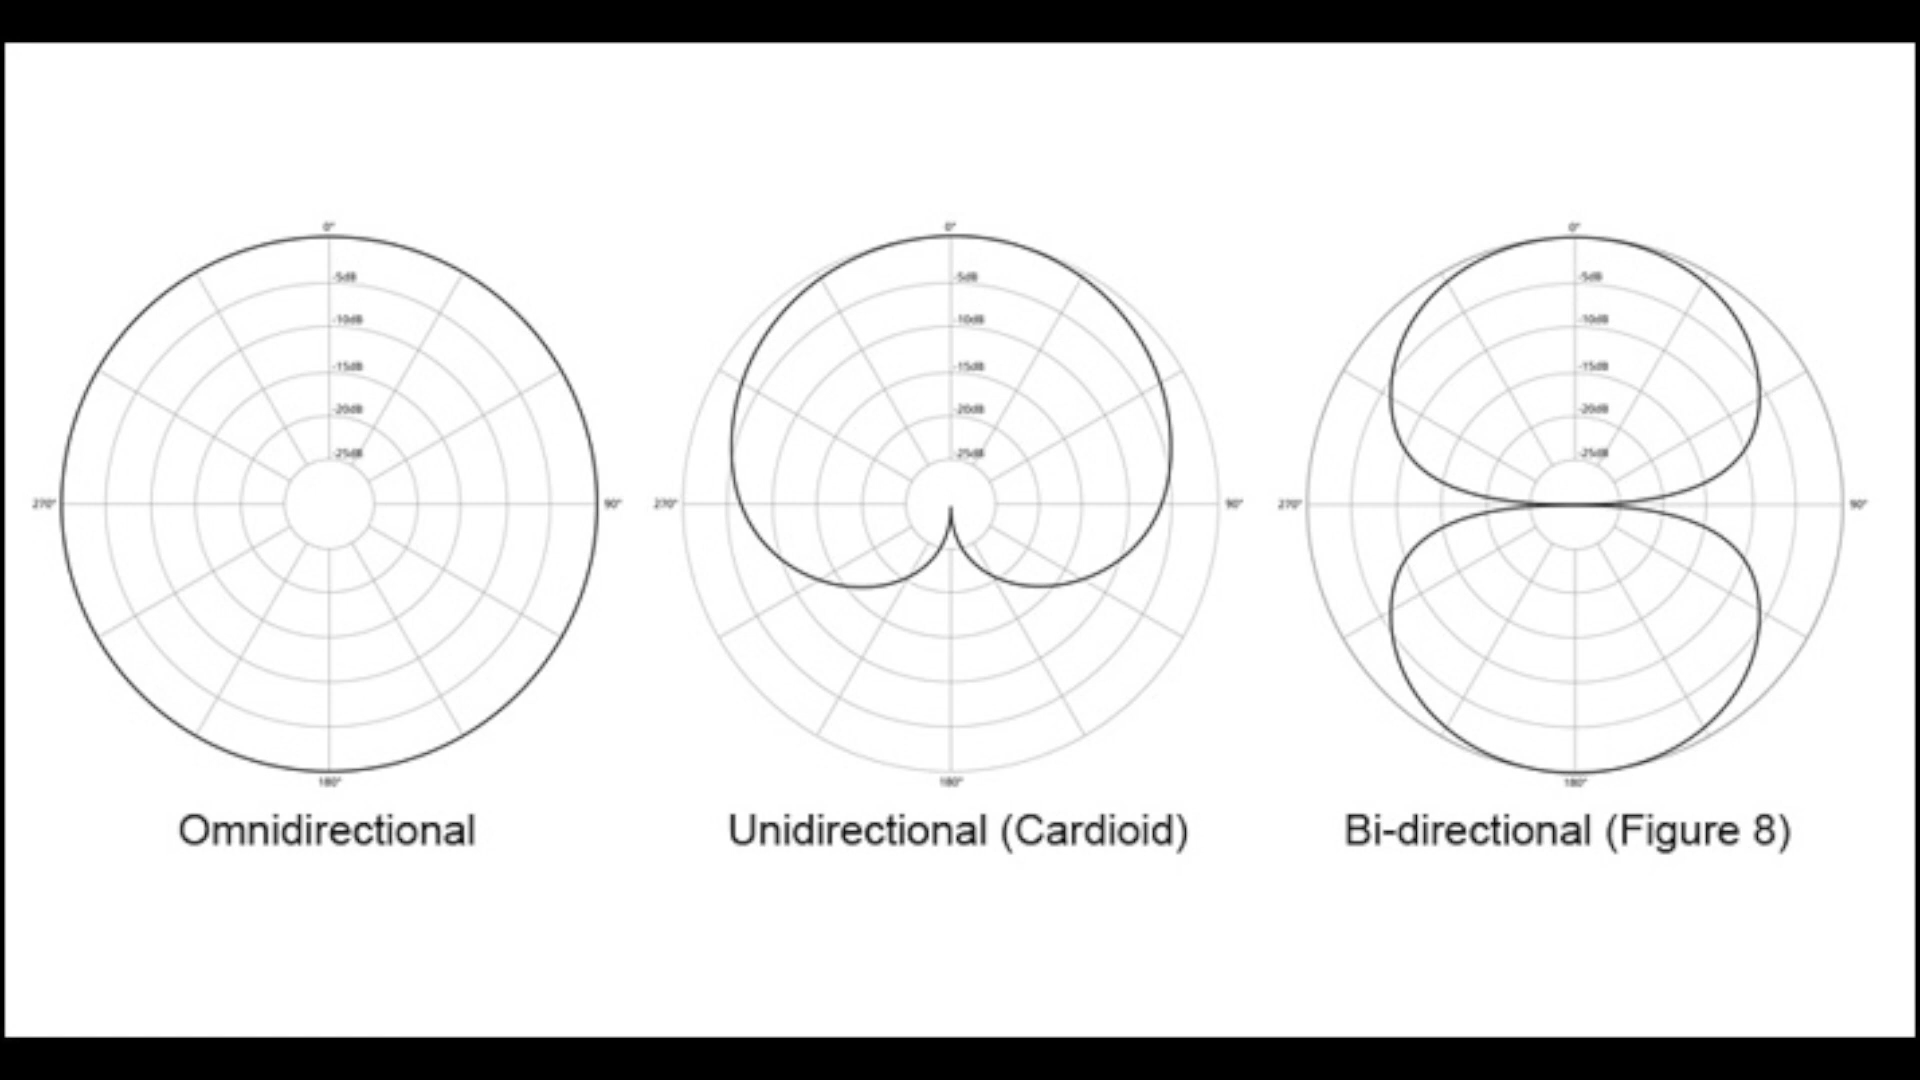 0°
-5dB
-10dB
-15dB
-20dB
-25dB
270°
90°
180°
Omnidirectional
0°
-5dB
-10dB
-15dB
-20dB
-25dB
270°
90°
180°
Unidirectional (Cardioid)
0°
-5dB
-10dB
-15dB
-20dB
-25dB
270°
90°
180°
Bi-directional (Figure 8)